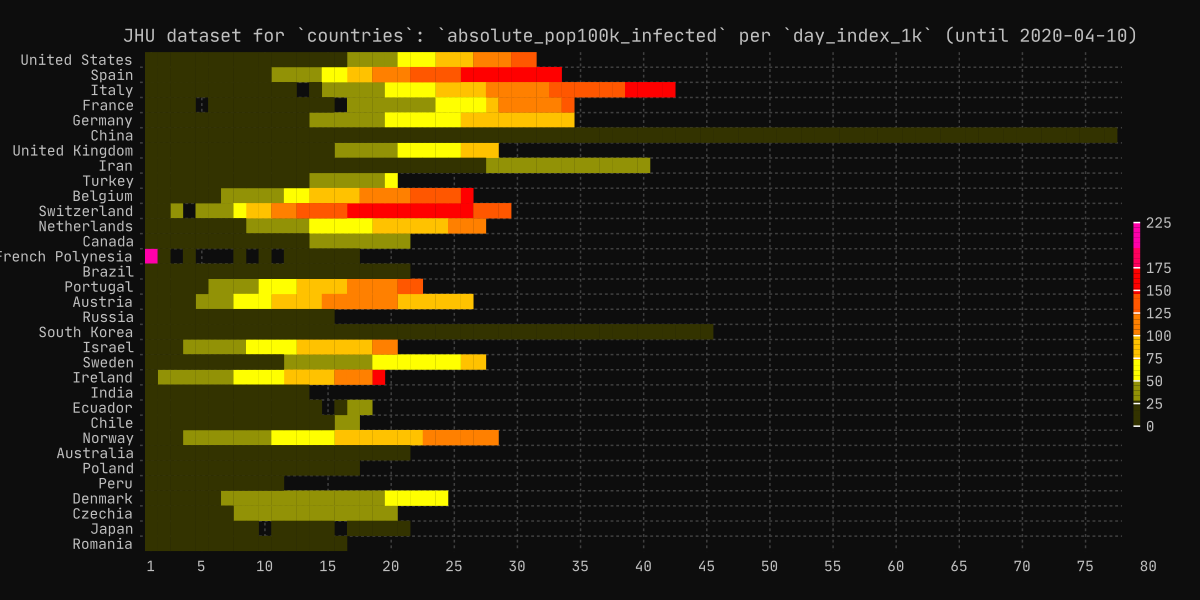 JHU dataset for `countries`: `absolute_pop100k_infected` per `day_index_1k` (until 2020-04-10)
United States
Spain
Italy
France
Germany
China
United Kingdom
Iran
Turkey
Belgium
Switzerland
Netherlands
Canada
French Polynesia
Brazil
Portugal
Austria
Russia
South Korea
Israel
Sweden
Ireland
India
Ecuador
Chile
Norway
Australia
Poland
Peru
Denmark
Czechia
Japan
Romania
1 5 10 15 20 25 30 35 40 45 50 55 60 65 70 75 80
225
175
150
125
100
75
50
25
0